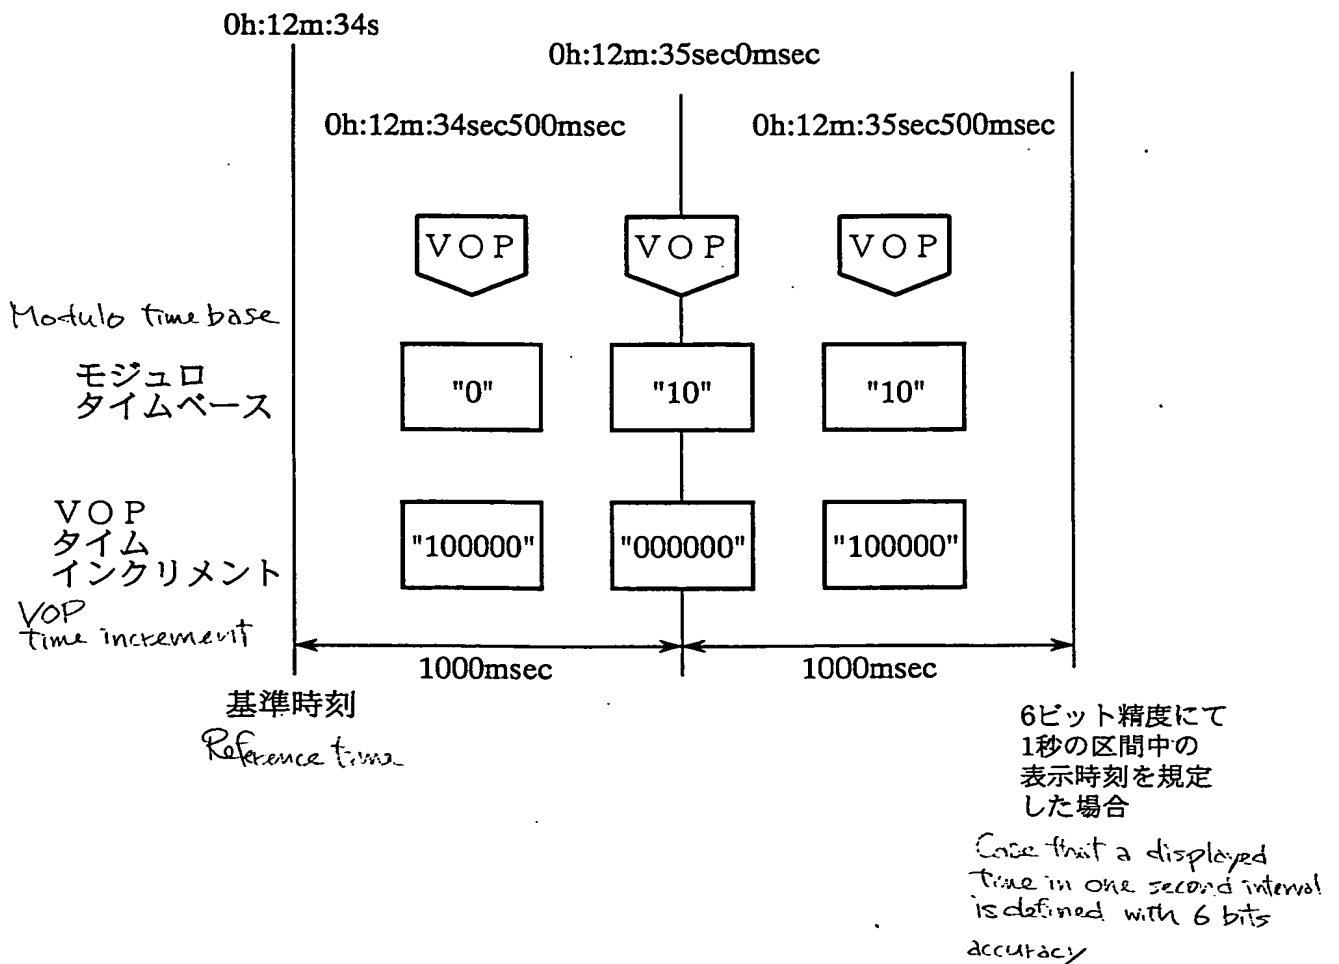 0h:12m:34s
0h:12m:35sec0msec
0h:12m:34sec500msec
0h:12m:35sec500msec
VOP
VOP
VOP
Modulo time base
モジュロ
タイムベース
"0"
"10"
"10"
VOP
タイム
インクリメント
"100000"
"000000"
"100000"
VOP
time increment
1000msec
1000msec
基準時刻
Reference time
6ビット精度にて
1秒の区間中の
表示時刻を規定
した場合
Case that a displayed
time in one second interval
is defined with 6 bits
accuracy